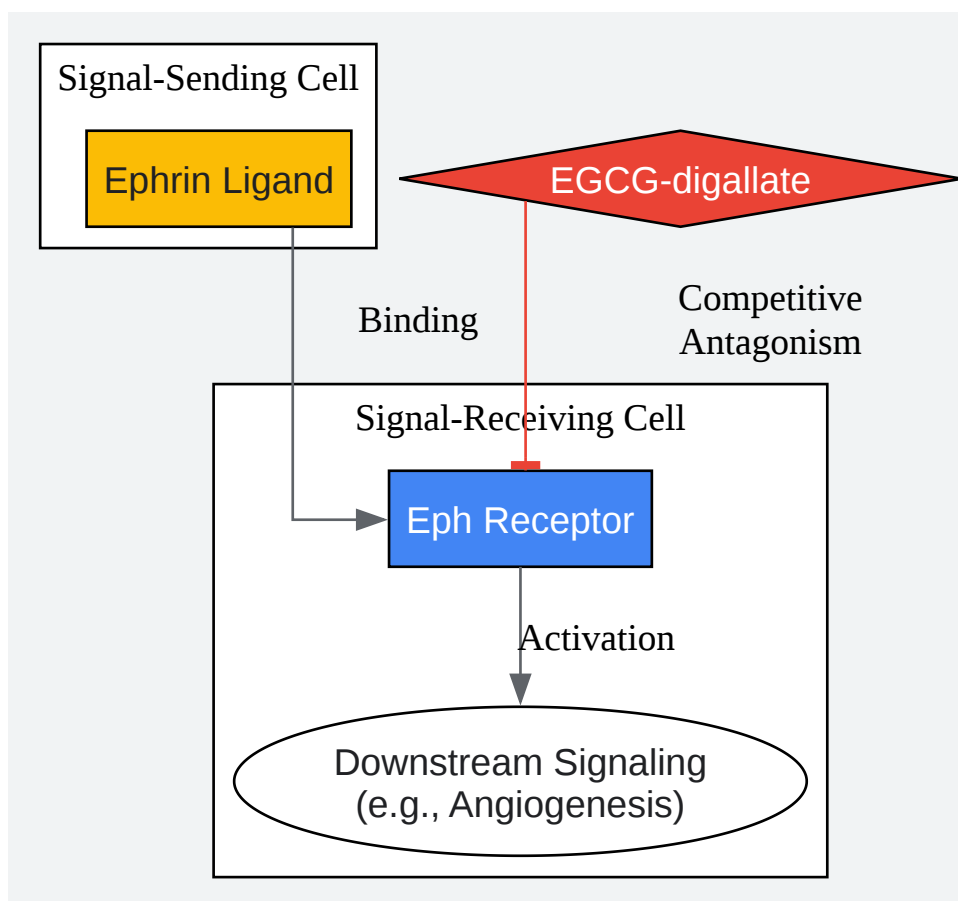 Signal-Sending Cell
Ephrin Ligand
EGCG-digallate
Binding
Competitive
Antagonism
Signal-Receiving Cell
Eph Receptor
Activation
Downstream Signaling
(e.g., Angiogenesis)